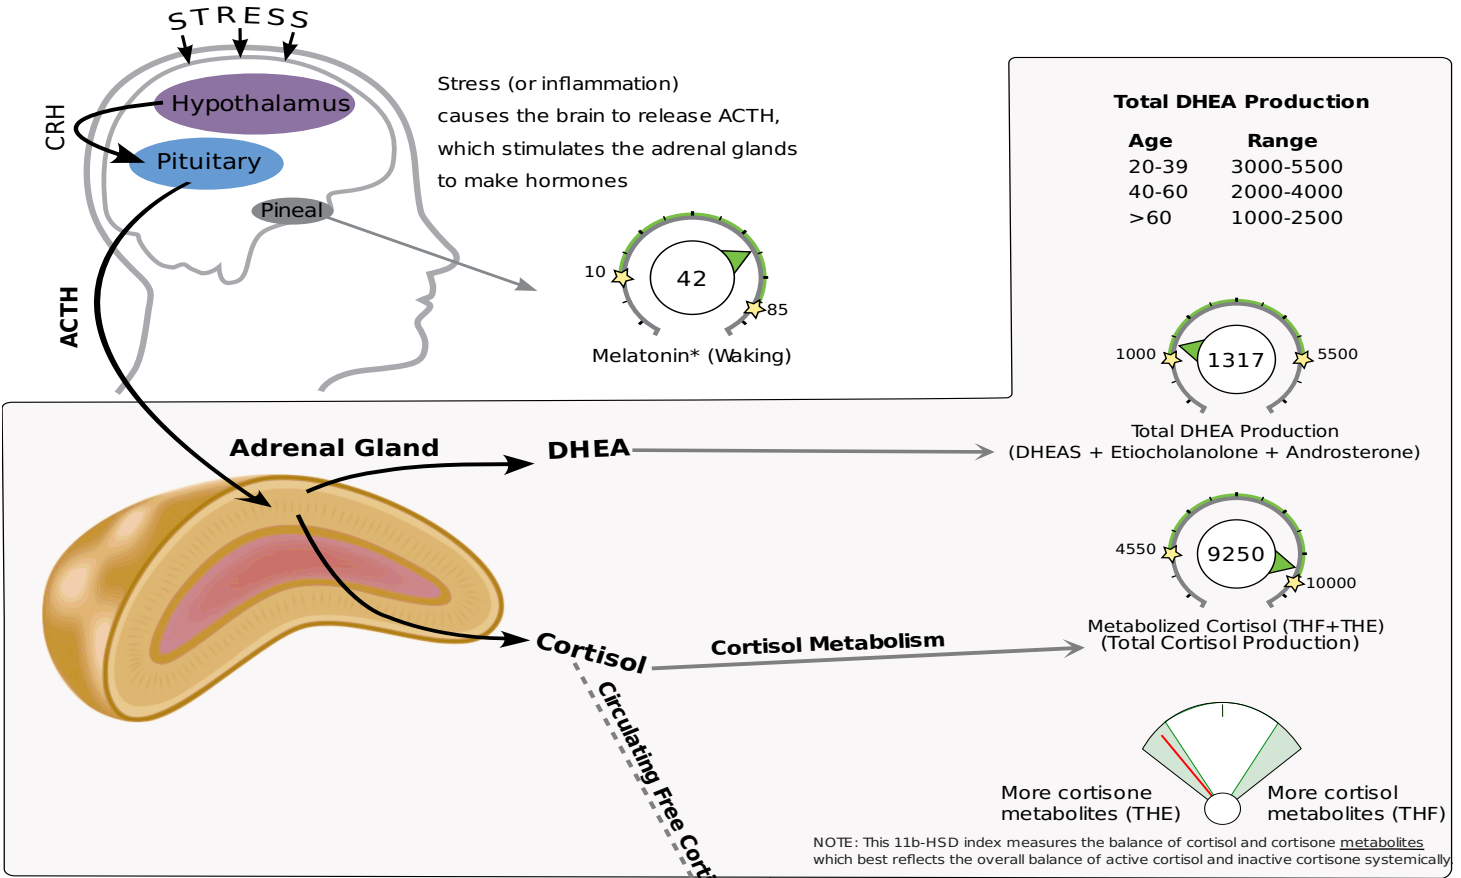 STRESS
Hypothalamus
CRH
Pituitary
Pineal
ACTH
Stress (or inflammation)
causes the brain to release ACTH,
which stimulates the adrenal glands
to make hormones
10
42
85
Melatonin* (Waking)
Total DHEA Production
Age Range
20-39 3000-5500
40-60 2000-4000
>60 1000-2500
1000
1317
5500
Total DHEA Production
(DHEAS + Etiocholanolone + Androsterone)
Adrenal Gland
DHEA
4550
9250
10000
Metabolized Cortisol (THF+THE)
(Total Cortisol Production)
Cortisol
Cortisol Metabolism
Circulating Free Corti
More cortisone
metabolites (THE)
More cortisol
metabolites (THF)
NOTE: This 11b-HSD index measures the balance of cortisol and cortisone metabolites
which best reflects the overall balance of active cortisol and inactive cortisone systemically.